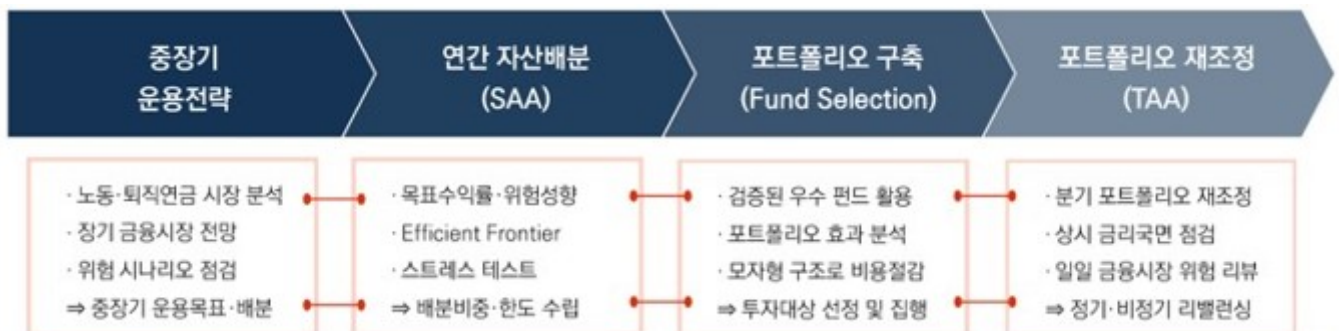 중장기
운용전략
연간 자산배분
(SAA)
포트폴리오 구축
(Fund Selection)
포트폴리오 재조정
(TAA)
· 노동·퇴직연금 시장 분석
· 장기 금융시장 전망
· 위험 시나리오 점검
⇒ 중장기 운용목표·배분
· 목표수익률·위험성향
· Efficient Frontier
· 스트레스 테스트
⇒ 배분비중·한도 수립
· 검증된 우수 펀드 활용
· 포트폴리오 효과 분석
· 모자형 구조로 비용절감
⇒ 투자대상 선정 및 집행
· 분기 포트폴리오 재조정
· 상시 금리국면 점검
· 일일 금융시장 위험 리뷰
⇒ 정기·비정기 리밸런싱